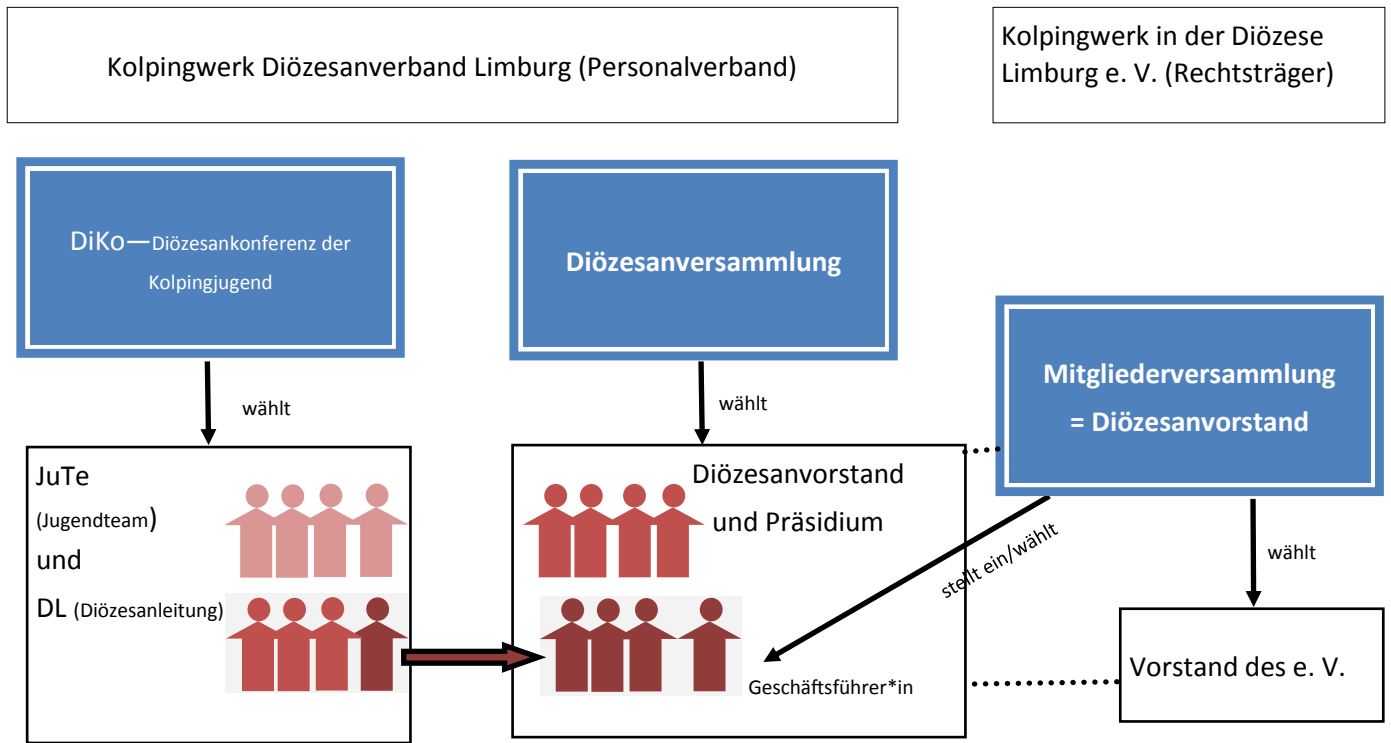 Kolpingwerk Diözesanverband Limburg (Personalverband)
Kolpingwerk in der Diözese
Limburg e. V. (Rechtsträger)
DiKo—Diözesankonferenz der
Kolpingjugend
Diözesanversammlung
Mitgliederversammlung
= Diözesanvorstand
wählt
wählt
wählt
stellt ein/wählt
JuTe
(Jugendteam)
und
DL (Diözesanleitung)
Diözesanvorstand
und Präsidium
Geschäftsführer*in
Vorstand des e. V.